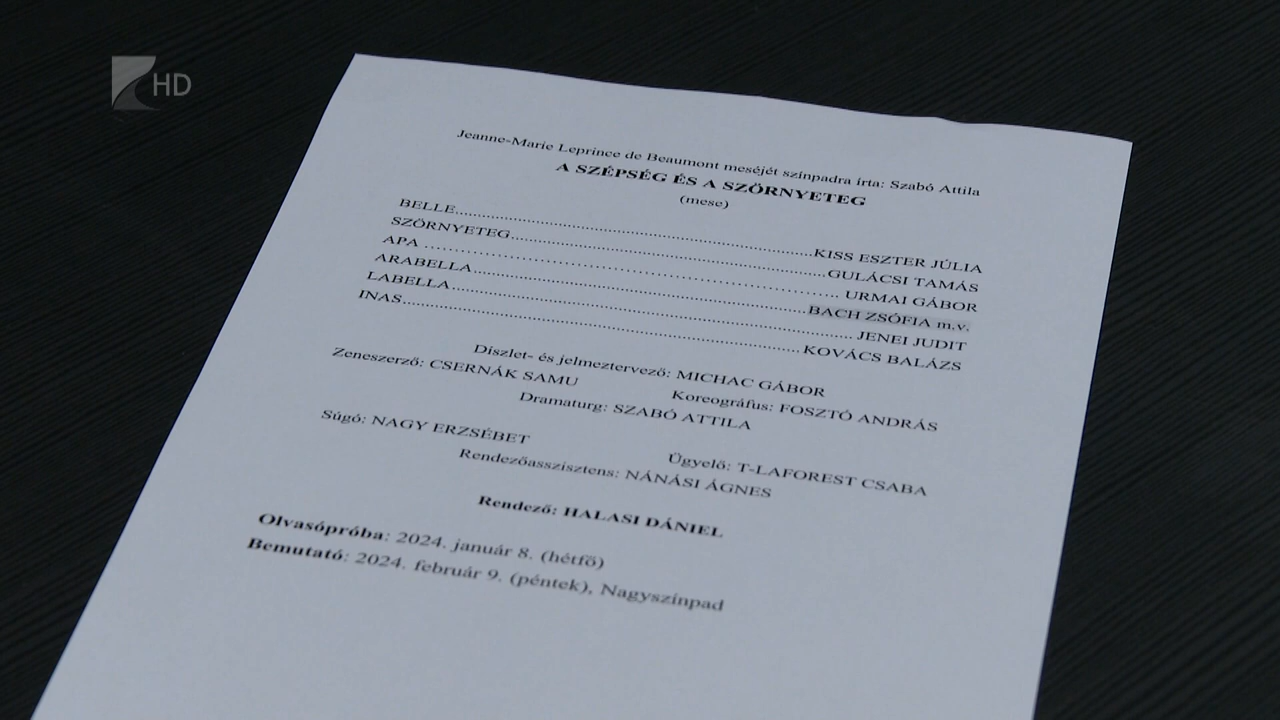 HD
Jeanne-Marie Leprince de Beaumont meséjét színpadra írta: Szabó Attila
A SZÉPSÉG ÉS A SZÖRNYETEG
(mese)
BELLE..........KISS ESZTER JÚLIA
SZÖRNYETEG..........GULÁCSI TAMÁS
APA .......... URMAI GÁBOR
ARABELLA..........BACH ZSÓFIA m.v.
LABELLA.......... JENEI JUDIT
INAS..........KOVÁCS BALÁZS
Díszlet- és jelmeztervező: MICHAC GÁBOR
Zeneszerző: CSERNÁK SAMU Koreográfus: FOSZTÓ ANDRÁS
Dramaturg: SZABÓ ATTILA
Súgó: NAGY ERZSÉBET Ügyelő: T-LAFOREST CSABA
Rendezőasszisztens: NÁNÁSI ÁGNES
Rendező: HALASI DÁNIEL
Olvasópróba: 2024. január 8. (hétfő)
Bemutató: 2024. február 9. (péntek), Nagyszínpad